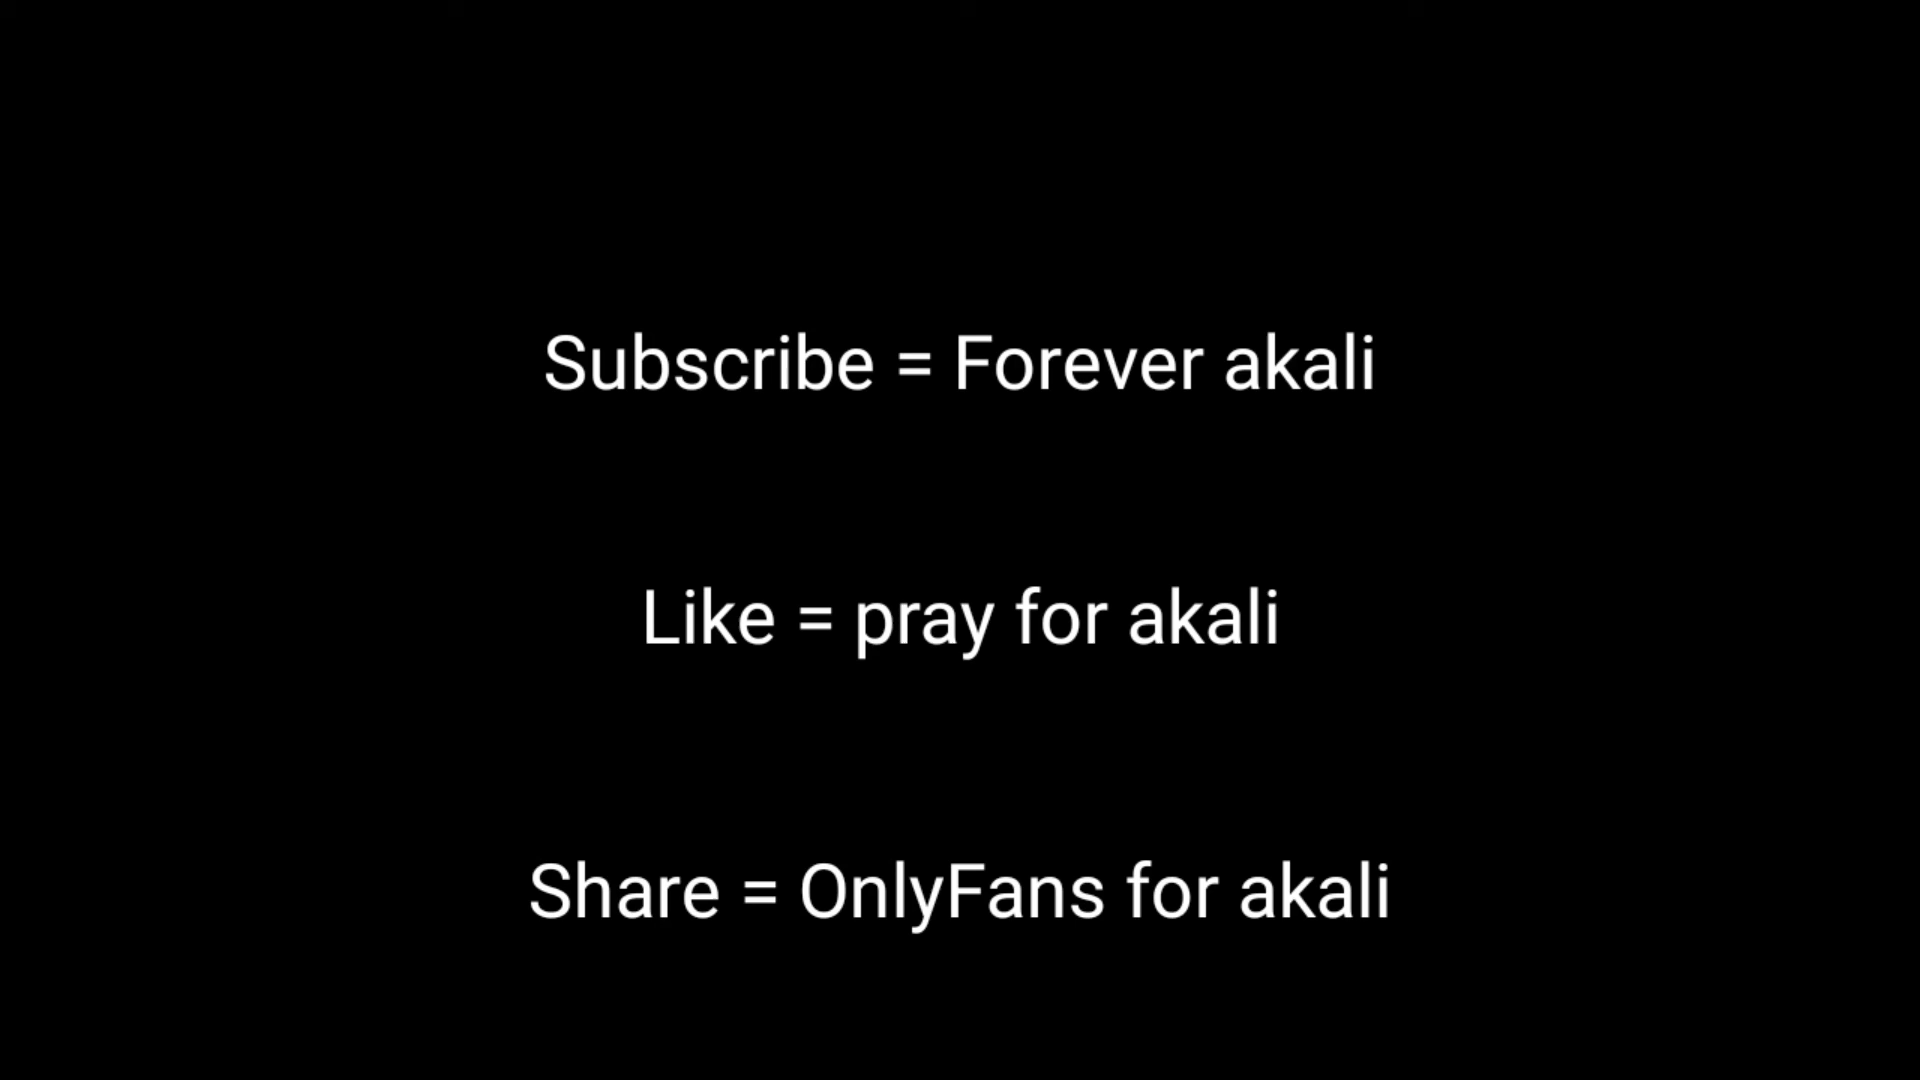 Subscribe = Forever akali
Like = pray for akali
Share = OnlyFans for akali